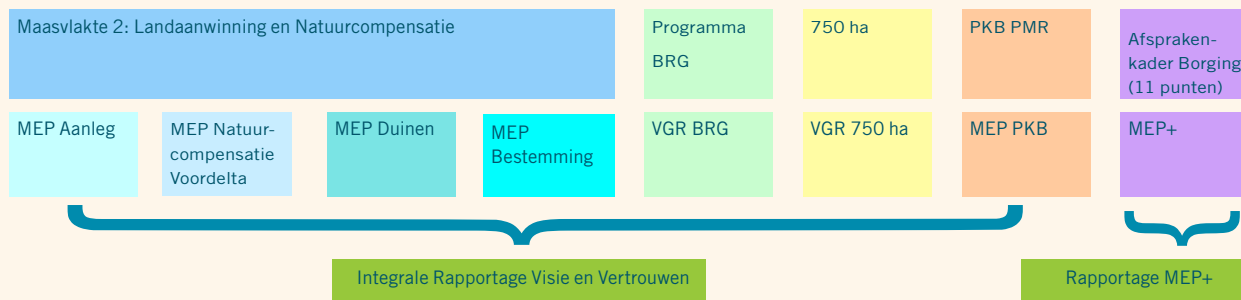 Maasvlakte 2: Landaanwinning en Natuurcompensatie
Programma
BRG
750 ha
PKB PMR
Afspraken-
kader Borging
(11 punten)
MEP Aanleg
MEP Natuur-
compensatie
Voordelta
MEP Duinen
MEP
Bestemming
VGR BRG
VGR 750 ha
MEP PKB
MEP+
Integrale Rapportage Visie en Vertrouwen
Rapportage MEP+